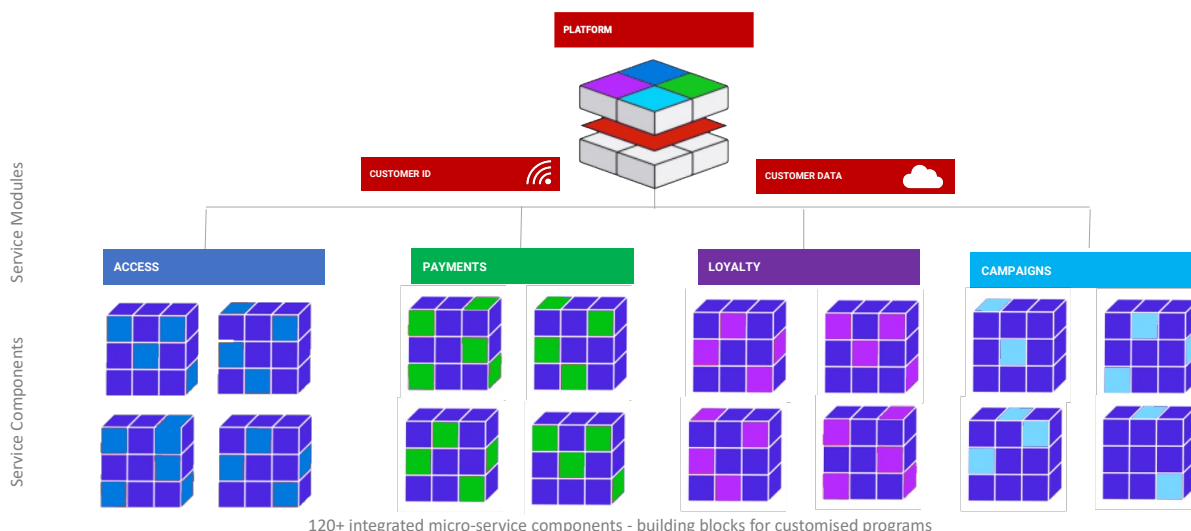 PLATFORM
CUSTOMER ID
CUSTOMER DATA
Service Modules
ACCESS
PAYMENTS
LOYALTY
CAMPAIGNS
Service Components
120+ integrated micro-service components - building blocks for customised programs